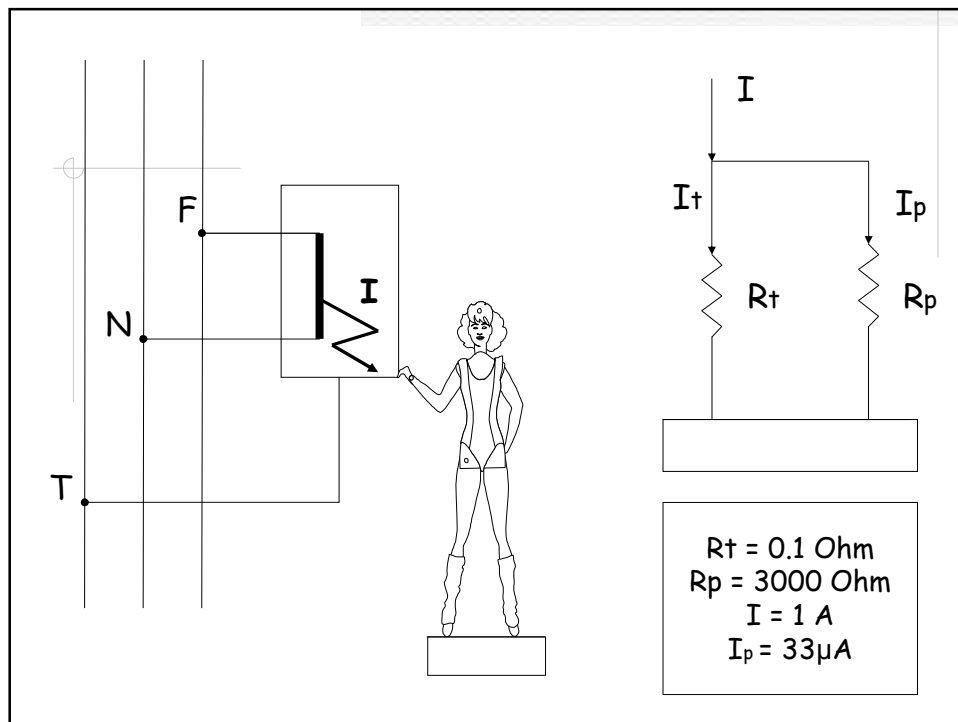 F
N
T
I
I
It
Ip
Rt
Rp
Rt = 0.1 Ohm
Rp = 3000 Ohm
I = 1 A
Ip = 33µA